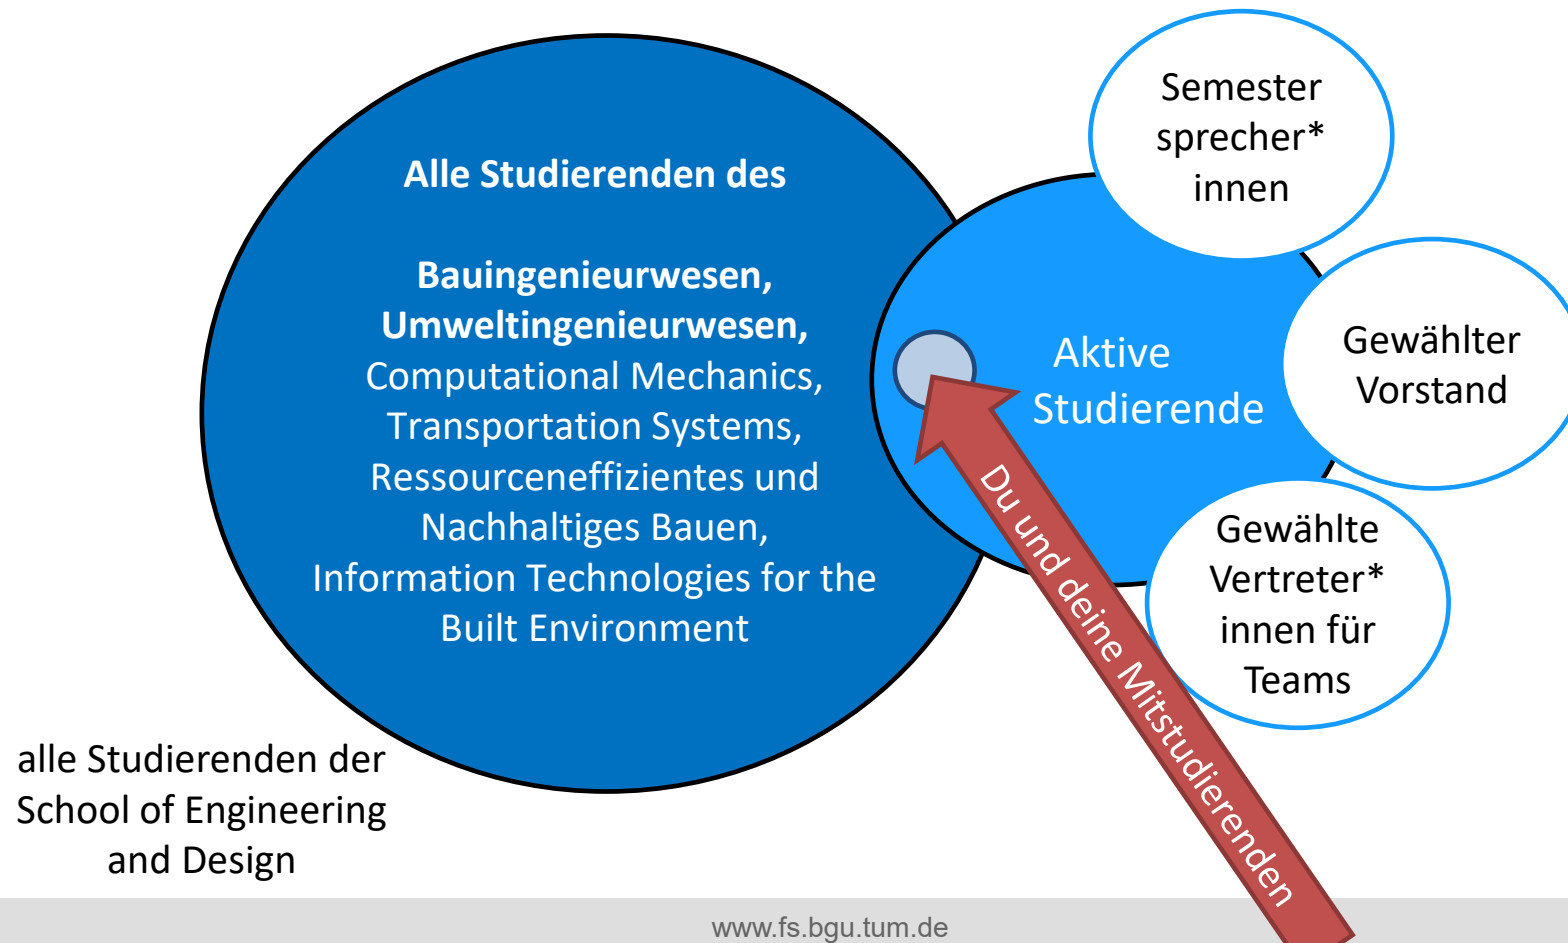 Alle Studierenden des
Bauingenieurwesen,
Umweltingenieurwesen,
Computational Mechanics,
Transportation Systems,
Ressourceneffizientes und
Nachhaltiges Bauen,
Information Technologies for the
Built Environment
Semester
sprecher*
innen
Aktive
Studierende
Gewählter
Vorstand
Gewählte
Vertreter*
innen für
Teams
Du und deine Mitstudierenden
alle Studierenden der
School of Engineering
and Design
www.fs.bgu.tum.de